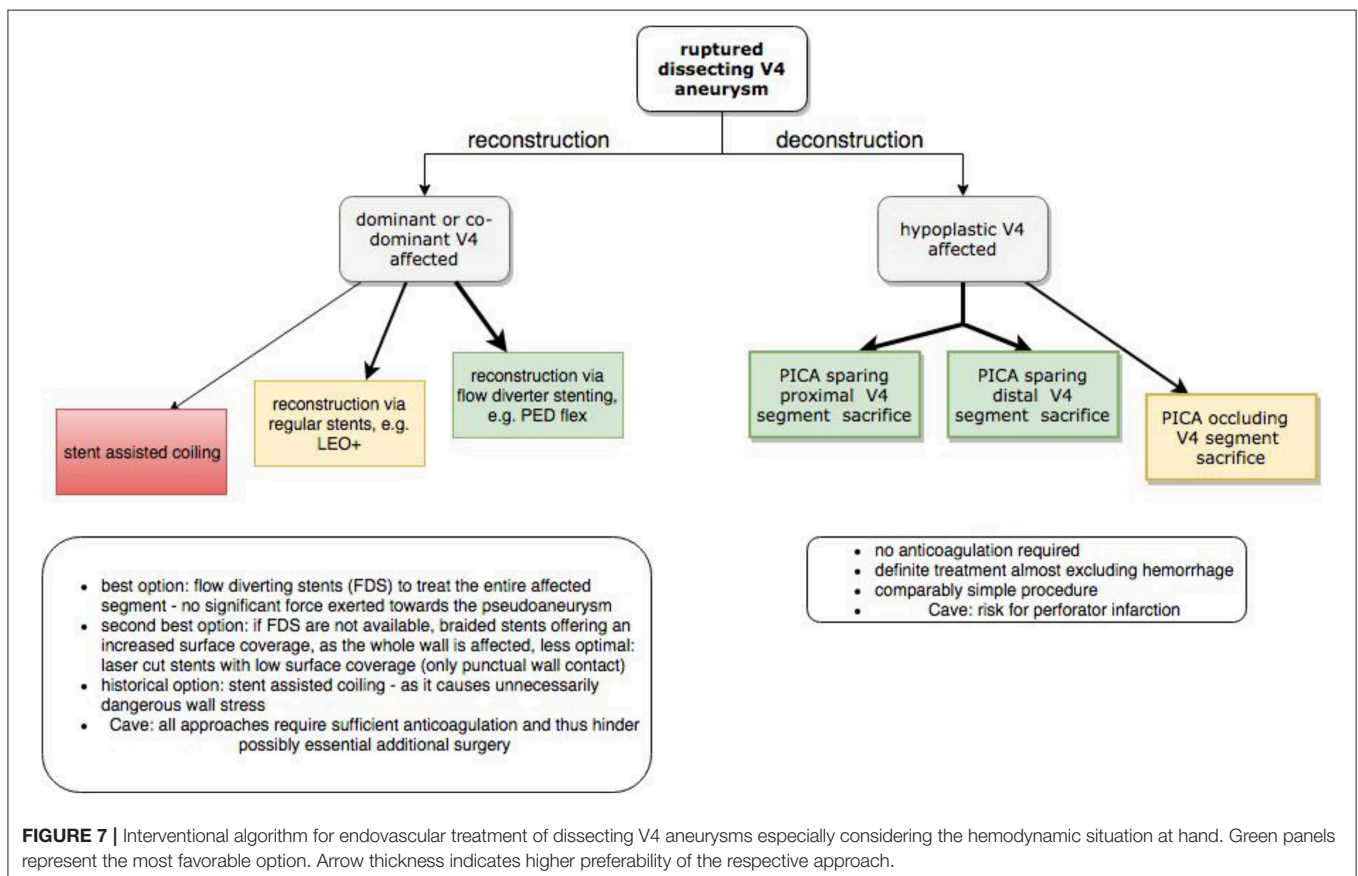 ruptured
dissecting V4
aneurysm
reconstruction
deconstruction
dominant or co-
dominant V4
affected
hypoplastic V4
affected
stent assisted coiling
reconstruction via
regular stents, e.g.
LEO+
reconstruction via
flow diverter stenting,
e.g. PED flex
PICA sparing
proximal V4
segment sacrifice
PICA sparing
distal V4
segment sacrifice
PICA occluding
V4 segment
sacrifice
• best option: flow diverting stents (FDS) to treat the entire affected
segment - no significant force exerted towards the pseudoaneurysm
• second best option: if FDS are not available, braided stents offering an
increased surface coverage, as the whole wall is affected, less optimal:
laser cut stents with low surface coverage (only punctual wall contact)
• historical option: stent assisted coiling - as it causes unnecessarily
dangerous wall stress
• Cave: all approaches require sufficient anticoagulation and thus hinder
possibly essential additional surgery
• no anticoagulation required
• definite treatment almost excluding hemorrhage
• comparably simple procedure
• Cave: risk for perforator infarction
FIGURE 7 | Interventional algorithm for endovascular treatment of dissecting V4 aneurysms especially considering the hemodynamic situation at hand. Green panels
represent the most favorable option. Arrow thickness indicates higher preferability of the respective approach.